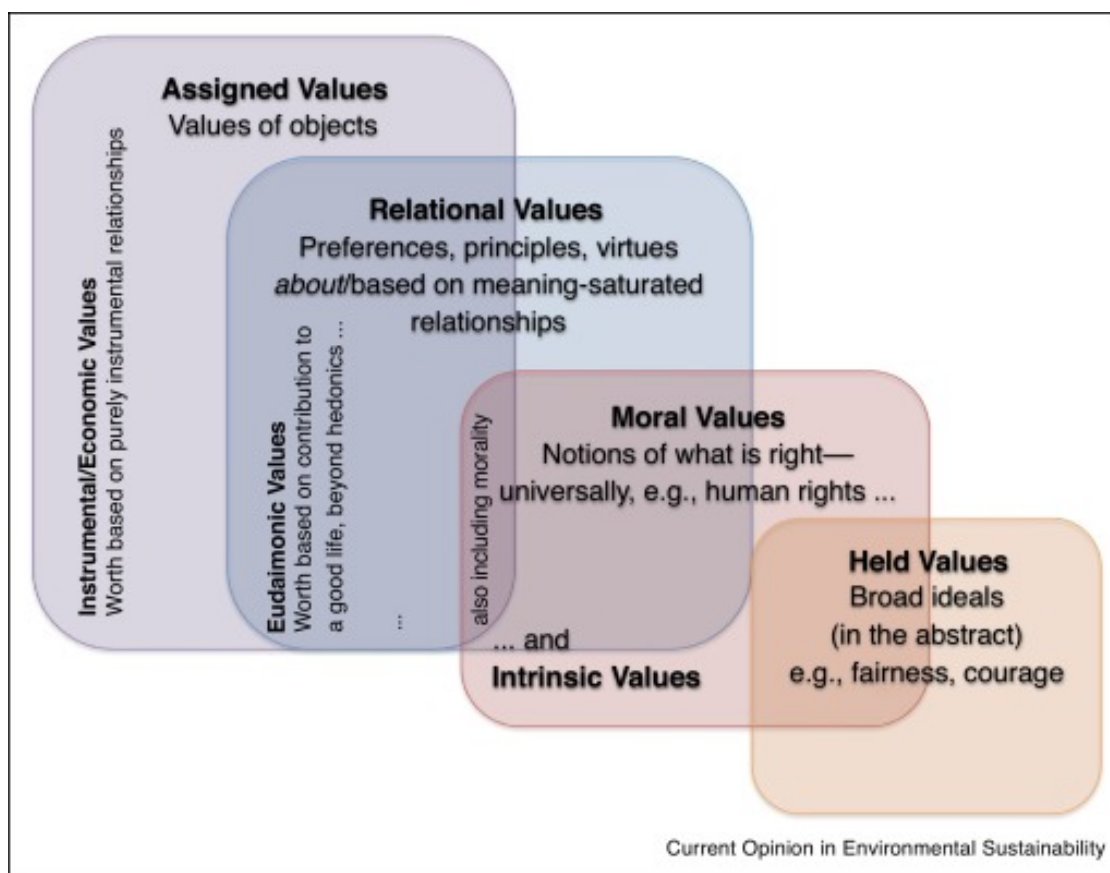 Assigned Values
Values of objects
Instrumental/Economic Values
Worth based on purely instrumental relationships
Relational Values
Preferences, principles, virtues
about/based on meaning-saturated
relationships
Eudaimonic Values
Worth based on contribution to
a good life, beyond hedonics ...
...
also including morality
Moral Values
Notions of what is right—
universally, e.g., human rights ...
... and
Intrinsic Values
Held Values
Broad ideals
(in the abstract)
e.g., fairness, courage
Current Opinion in Environmental Sustainability